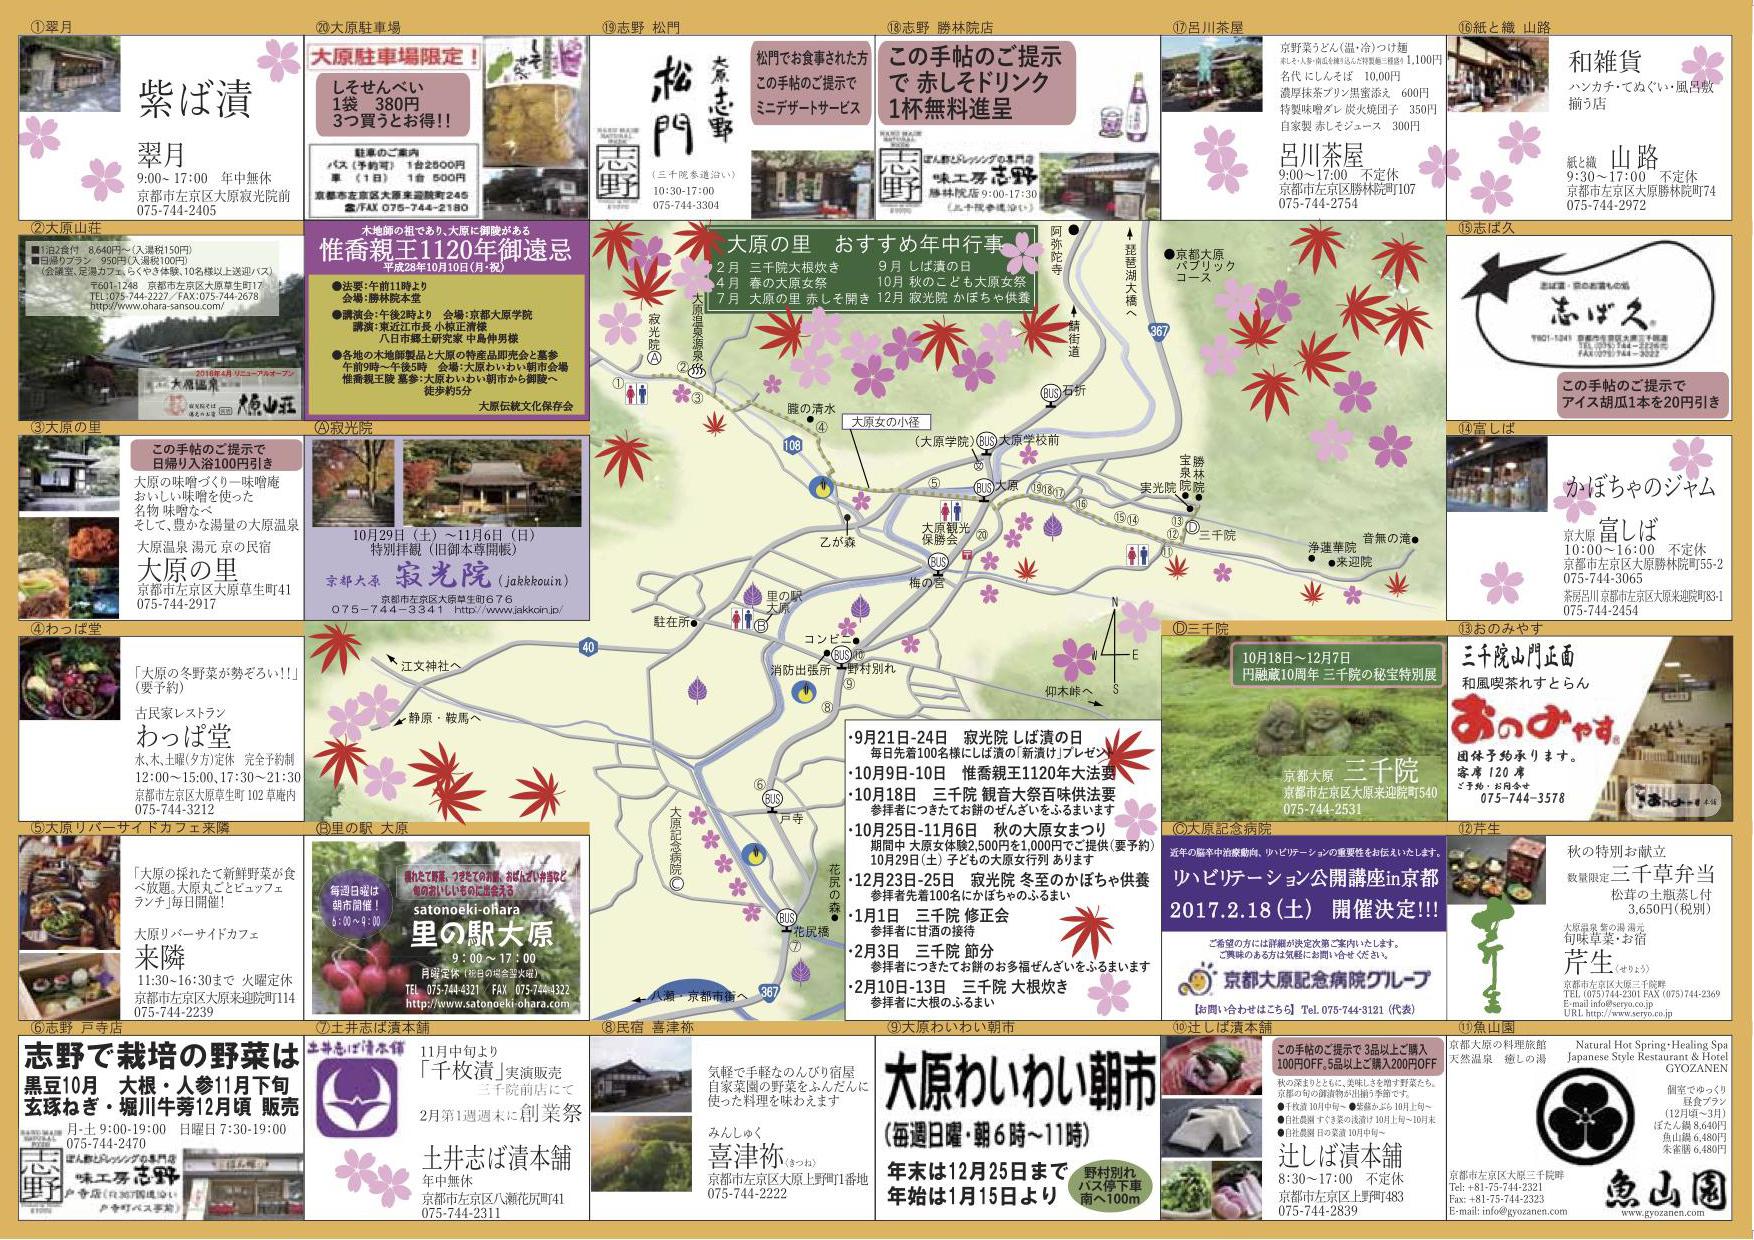 ①翠月
紫ば漬
翠月
9:00~17:00 年中無休
京都市左京区大原寂光院前
075-744-2405
⑳大原駐車場
大原駐車場限定！
しそせんべい
1袋 380円
3つ買うとお得!!
駐車のご案内
バス（予約可） 1台2500円
車 （1日） 1台 500円
京都市左京区大原来迎院町245
☎/FAX 075-744-2180
⑲志野 松門
大原志野
松門
松門でお食事された方
この手帖のご提示で
ミニデザートサービス
志野
（三千院参道沿い）
10:30-17:00
075-744-3304
⑱志野 勝林院店
この手帖のご提示
で 赤しそドリンク
1杯無料進呈
志野
ぽん酢とドレッシングの専門店
味工房志野
勝林院店9:00-17:30
（三千院参道沿い）
⑰呂川茶屋
京野菜うどん（温・冷）つけ麺
1,100円
名代 にしんそば 10,00円
濃厚抹茶プリン黒蜜添え 600円
特製味噌ダレ 炭火焼団子 350円
自家製 赤しそジュース 300円
呂川茶屋
9:00~17:00 不定休
京都市左京区勝林院町107
075-744-2754
⑯紙と織 山路
和雑貨
ハンカチ・てぬぐい・風呂敷
揃う店
紙と織 山路
9:30~17:00 不定休
京都市左京区大原勝林院町74
075-744-2972
②大原山荘
■1泊2食付 8,640円～（入湯税150円）
■日帰りプラン 950円（入湯税100円）
（会議室、足湯カフェ、らくやき体験、10名様以上送迎バス）
〒601-1248 京都市左京区大原草生町17
TEL:075-744-2227／FAX:075-744-2678
http://www.ohara-sansou.com/
2016年4月 リニューアルオープン
大原温泉
大原山荘
木地師の祖であり、大原に御陵がある
惟喬親王1120年御遠忌
平成28年10月10日（月・祝）
●法要：午前11時より
会場：勝林院本堂
●講演会：午後2時より 会場：京都大原学院
講演：東近江市長 小椋正清様
八日市郷土研究家 中島伸男様
●各地の木地師製品と大原の特産品即売会と墓参
午前9時～午後5時 会場：大原わいわい朝市会場
惟喬親王陵 墓参：大原わいわい朝市から御陵へ
徒歩約5分
大原伝統文化保存会
大原の里 おすすめ年中行事
2月 三千院大根炊き
4月 春の大原女祭
7月 大原の里 赤しそ開き
9月 しば漬の日
10月 秋のこども大原女祭
12月 寂光院 かぼちゃ供養
阿弥陀寺
琵琶湖大橋へ
鯖街道
●京都大原
パブリック
コース
367
寂光院
Ⓐ
大原温泉源泉
①
②
③
朧の清水
④
大原女の小径
108
BUS 石折
（大原学院）
BUS 大原学校前
⑤
BUS 大原
⑲⑱⑰
⑯
⑮⑭
⑬
⑫
⑪
Ⓓ三千院
宝泉院
勝林院
実光院
大原観光
保勝会
⑳
乙が森
BUS
梅の宮
浄蓮華院
来迎院
音無の滝
里の駅
大原
Ⓑ
駐在所
コンビニ
消防出張所
BUS
⑩
野村別れ
⑨
⑧
40
江文神社へ
静原・鞍馬へ
仰木峠へ
N
W
E
S
⑥
BUS
戸寺
大原記念病院
Ⓒ
花尻の森
BUS
花尻橋
⑦
八瀬・京都市街へ
367
⑮志ば久
志ば漬・京のお漬もの処
志ば久
〒601-1241 京都市左京区大原三千院道
FAX(075)744-3022
この手帖のご提示で
アイス胡瓜1本を20円引き
③大原の里
この手帖のご提示で
日帰り入浴100円引き
大原の味噌づくり―味噌庵
おいしい味噌を使った
名物 味噌なべ
そして、豊かな湯量の大原温泉
大原温泉 湯元 京の民宿
大原の里
京都市左京区大原草生町41
075-744-2917
Ⓐ寂光院
10月29日（土）～11月6日（日）
特別拝観（旧御本尊開帳）
京都大原 寂光院（jakkkouin）
京都市左京区大原草生町676
075-744-3341 http://www.jakkoin.jp/
⑭富しば
かぼちゃのジャム
京大原 富しば
10:00~16:00 不定休
京都市左京区大原勝林院町55-2
075-744-3065
茶房呂川 京都市左京区大原来迎院町83-1
075-744-2454
④わっぱ堂
「大原の冬野菜が勢ぞろい!!」
（要予約）
古民家レストラン
わっぱ堂
水、木、土曜（夕方）定休 完全予約制
12:00～15:00、17:30～21:30
京都市左京区大原草生町 102 草庵内
075-744-3212
Ⓓ三千院
10月18日～12月7日
円融蔵10周年 三千院の秘宝特別展
京都大原 三千院
京都市左京区大原来迎院町540
075-744-2531
⑬おのみやす
三千院山門正面
和風喫茶れすとらん
おのみやす
団体予約承ります。
客席120席
ご予約・お問合せ
075-744-3578
⑤大原リバーサイドカフェ来隣
「大原の採れたて新鮮野菜が食
べ放題。大原丸ごとビュッフェ
ランチ」毎日開催！
大原リバーサイドカフェ
来隣
11:30~16:30まで 火曜定休
京都市左京区大原来迎院町114
075-744-2239
Ⓑ里の駅 大原
採れたて野菜、つきたてのお餅、おばんざい弁当など
旬のおいしいものに出会える
毎週日曜は
朝市開催！
6:00～9:00
satonoeki-ohara
里の駅大原
9：00～17：00
月曜定休（祝日の場合翌火曜）
TEL 075-744-4321 FAX 075-744-4322
http://www.satonoeki-ohara.com
・9月21日-24日 寂光院 しば漬の日
毎日先着100名様にしば漬の「新漬け」プレゼント
・10月9日-10日 惟喬親王1120年大法要
・10月18日 三千院 観音大祭百味供法要
参拝者につきたてお餅のぜんざいをふるまいます
・10月25日-11月6日 秋の大原女まつり
期間中 大原女体験2,500円を1,000円でご提供（要予約）
10月29日（土）子どもの大原女行列 あります
・12月23日-25日 寂光院 冬至のかぼちゃ供養
参拝者先着100名にかぼちゃのふるまい
・1月1日 三千院 修正会
参拝者に甘酒の接待
・2月3日 三千院 節分
参拝者につきたてお餅のお多福ぜんざいをふるまいます
・2月10日-13日 三千院 大根炊き
参拝者に大根のふるまい
Ⓒ大原記念病院
近年の脳卒中治療動向、リハビリテーションの重要性をお伝えいたします。
リハビリテーション公開講座in京都
2017.2.18（土） 開催決定!!!
ご希望の方には詳細が決定次第ご案内いたします。
ご興味のある方は気軽にお問い合せください。
京都大原記念病院グループ
【お問い合わせはこちら】Tel. 075-744-3121（代表）
⑫芹生
秋の特別お献立
数量限定 三千草弁当
松茸の土瓶蒸し付
3,650円（税別）
大原温泉 紫の湯 湯元
旬味草菜・お宿
芹生（せりょう）
京都市左京区大原三千院畔
TEL (075)744-2301 FAX (075)744-2369
E-mail info@seryo.co.jp
URL http://www.seryo.co.jp
⑥志野 戸寺店
志野で栽培の野菜は
黒豆10月 大根・人参11月下旬
玄琢ねぎ・堀川牛蒡12月頃 販売
月-土 9:00-19:00 日曜日 7:30-19:00
075-744-2470
志野
ぽん酢とドレッシングの専門店
味工房志野
戸寺店（R367国道沿い
戸寺町バス亭前）
⑦土井志ば漬本舗
土井志ば漬本舗
11月中旬より
「千枚漬」実演販売
三千院前店にて
2月第1週週末に創業祭
土井志ば漬本舗
年中無休
京都市左京区八瀬花尻町41
075-744-2311
⑧民宿 喜津祢
気軽で手軽なのんびり宿屋
自家菜園の野菜をふんだんに
使った料理を味わえます
みんしゅく
喜津祢（きつね）
京都市左京区大原上野町1番地
075-744-2222
⑨大原わいわい朝市
大原わいわい朝市
（毎週日曜・朝6時～11時）
年末は12月25日まで
年始は1月15日より
野村別れ
バス停下車
南へ100m
⑩辻しば漬本舗
この手帖のご提示で 3品以上ご購入
100円OFF。5品以上ご購入200円OFF
秋の深まりとともに、美味しさを増す野菜たち。
京都の旬の御漬物が出揃う季節です。
●千枚漬 10月中旬～ ●紫蘇かぶら 10月上旬～
●自社農園 すぐき菜の浅漬け 10月上旬～10月末
●自社農園 日の菜漬 10月中旬～
辻しば漬本舗
8:30～17:00 不定休
京都市左京区上野町483
075-744-2839
⑪魚山園
京都大原の料理旅館
天然温泉 癒しの湯
Natural Hot Spring・Healing Spa
Japanese Style Restaurant & Hotel
GYOZANEN
個室でゆっくり
昼食プラン
（12月頃～3月）
ぼたん鍋 8,640円
魚山鍋 6,480円
朱雀膳 6,480円
京都市左京区大原三千院畔
Tel: +81-75-744-2321
Fax: +81-75-744-2323
E-mail: info@gyozanen.com
魚山園
www.gyozanen.com